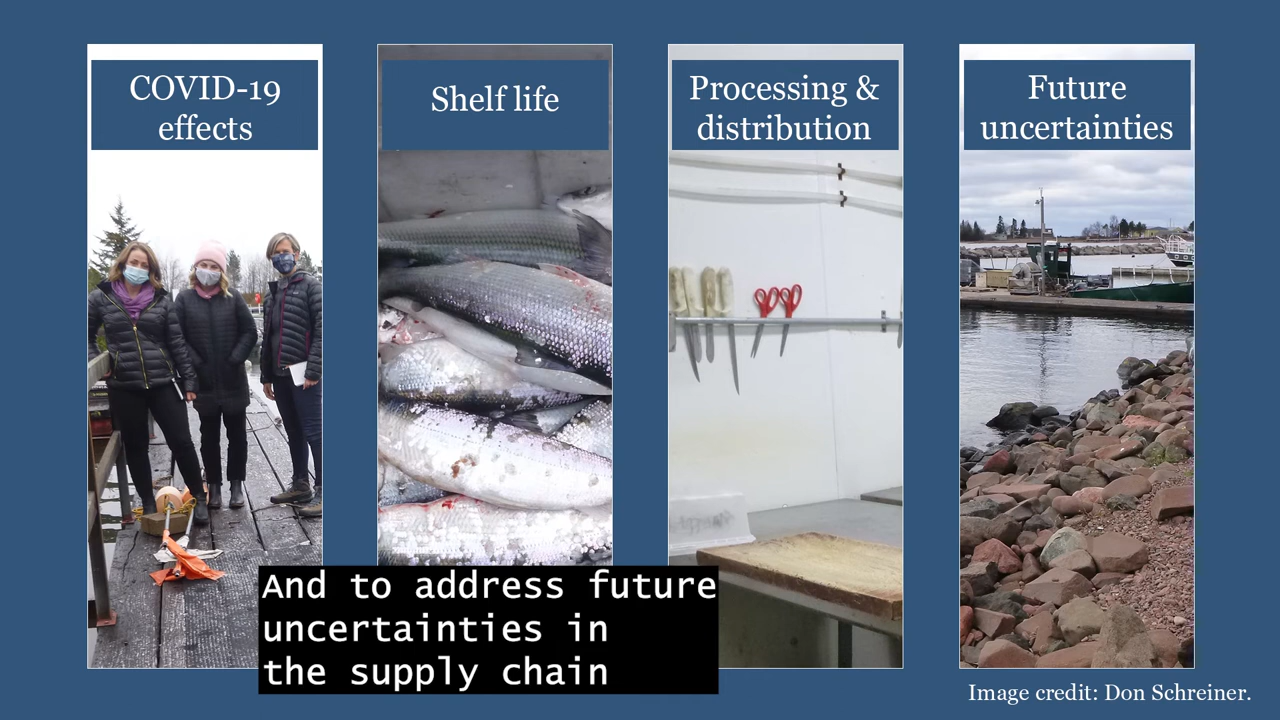 COVID-19
effects
Shelf life
Processing &
distribution
Future
uncertainties
And to address future
uncertainties in
the supply chain
Image credit: Don Schreiner.